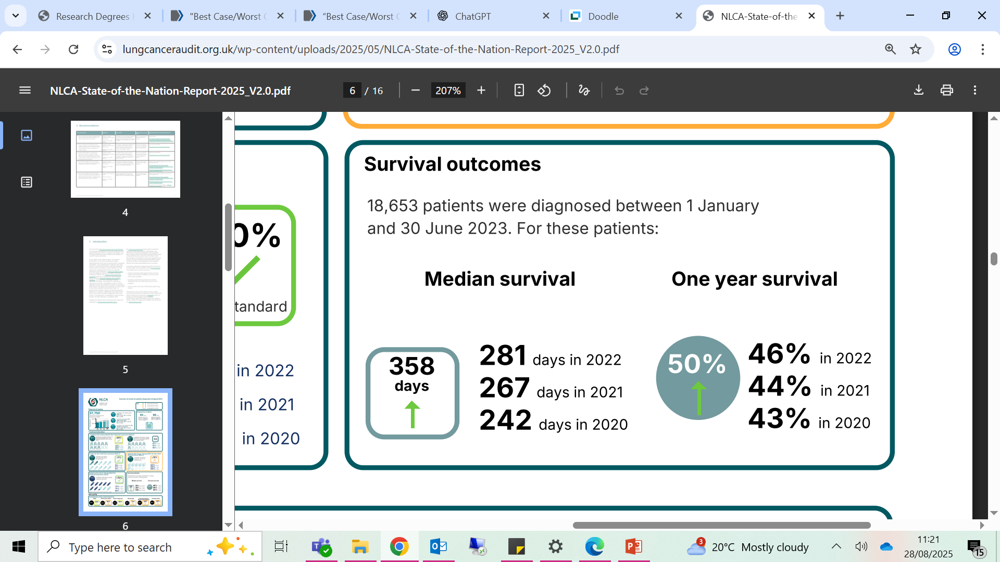 Research Degrees
"Best Case/Worst
“Best Case/Worst
ChatGPT
Doodle
NLCA-State-of-the
lungcanceraudit.org.uk/wp-content/uploads/2025/05/NLCA-State-of-the-Nation-Report-2025_V2.0.pdf
NLCA-State-of-the-Nation-Report-2025_V2.0.pdf
6 / 16
207%
4
5
6
0%
tandard
in 2022
in 2021
in 2020
Survival outcomes
18,653 patients were diagnosed between 1 January
and 30 June 2023. For these patients:
Median survival
358
days
281 days in 2022
267 days in 2021
242 days in 2020
One year survival
50%
46% in 2022
44% in 2021
43% in 2020
Type here to search
3
20°C Mostly cloudy
11:21
28/08/2025
15